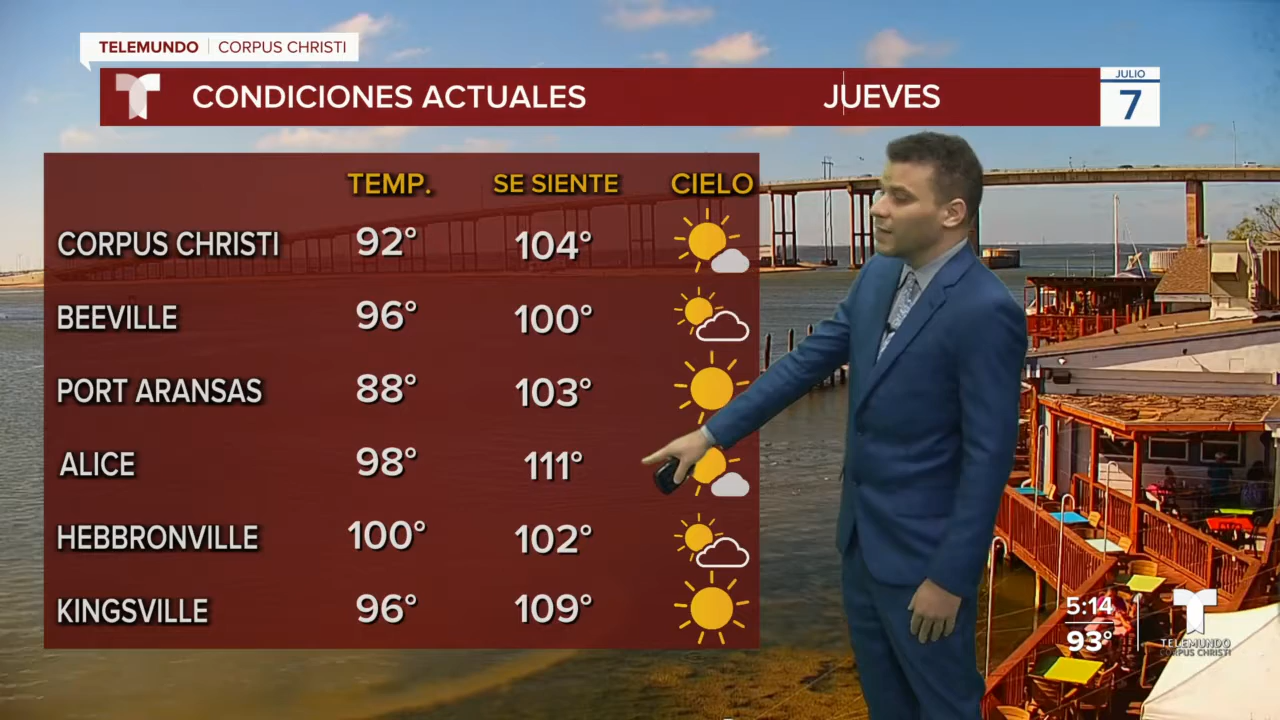 TELEMUNDO | CORPUS CHRISTI
CONDICIONES ACTUALES JUEVES
JULIO
7
TEMP. SE SIENTE CIELO
CORPUS CHRISTI 92° 104°
BEEVILLE 96° 100°
PORT ARANSAS 88° 103°
ALICE 98° 111°
HEBBRONVILLE 100° 102°
KINGSVILLE 96° 109°
5:14
93°
TELEMUNDO
CORPUS CHRISTI